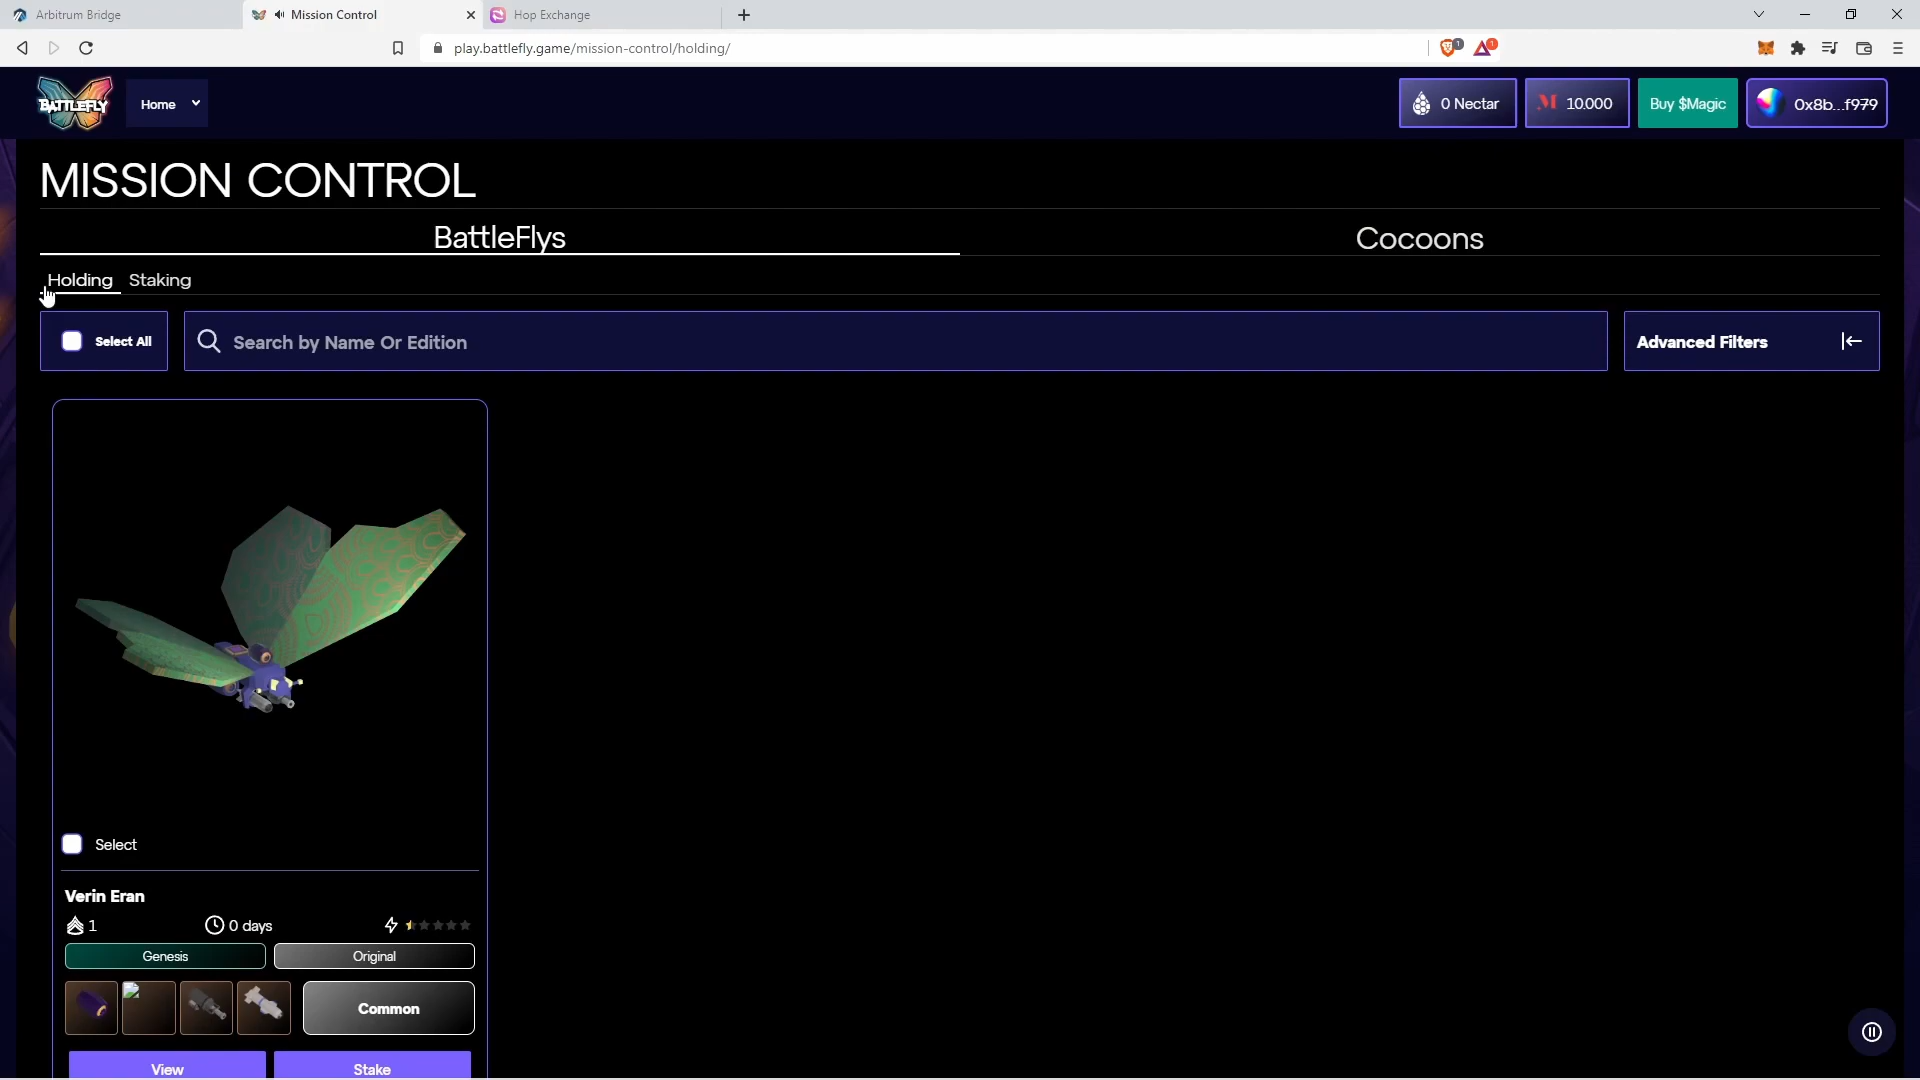 Arbitrum Bridge
Mission Control
Hop Exchange
play.battlefly.game/mission-control/holding/
1
1
BATTLEFLY
Home
0 Nectar
10.000
Buy $Magic
0x8b...f979
MISSION CONTROL
BattleFlys
Cocoons
Holding
Staking
Select All
Search by Name Or Edition
Advanced Filters
Select
Verin Eran
1
0 days
Genesis
Original
Common
View
Stake